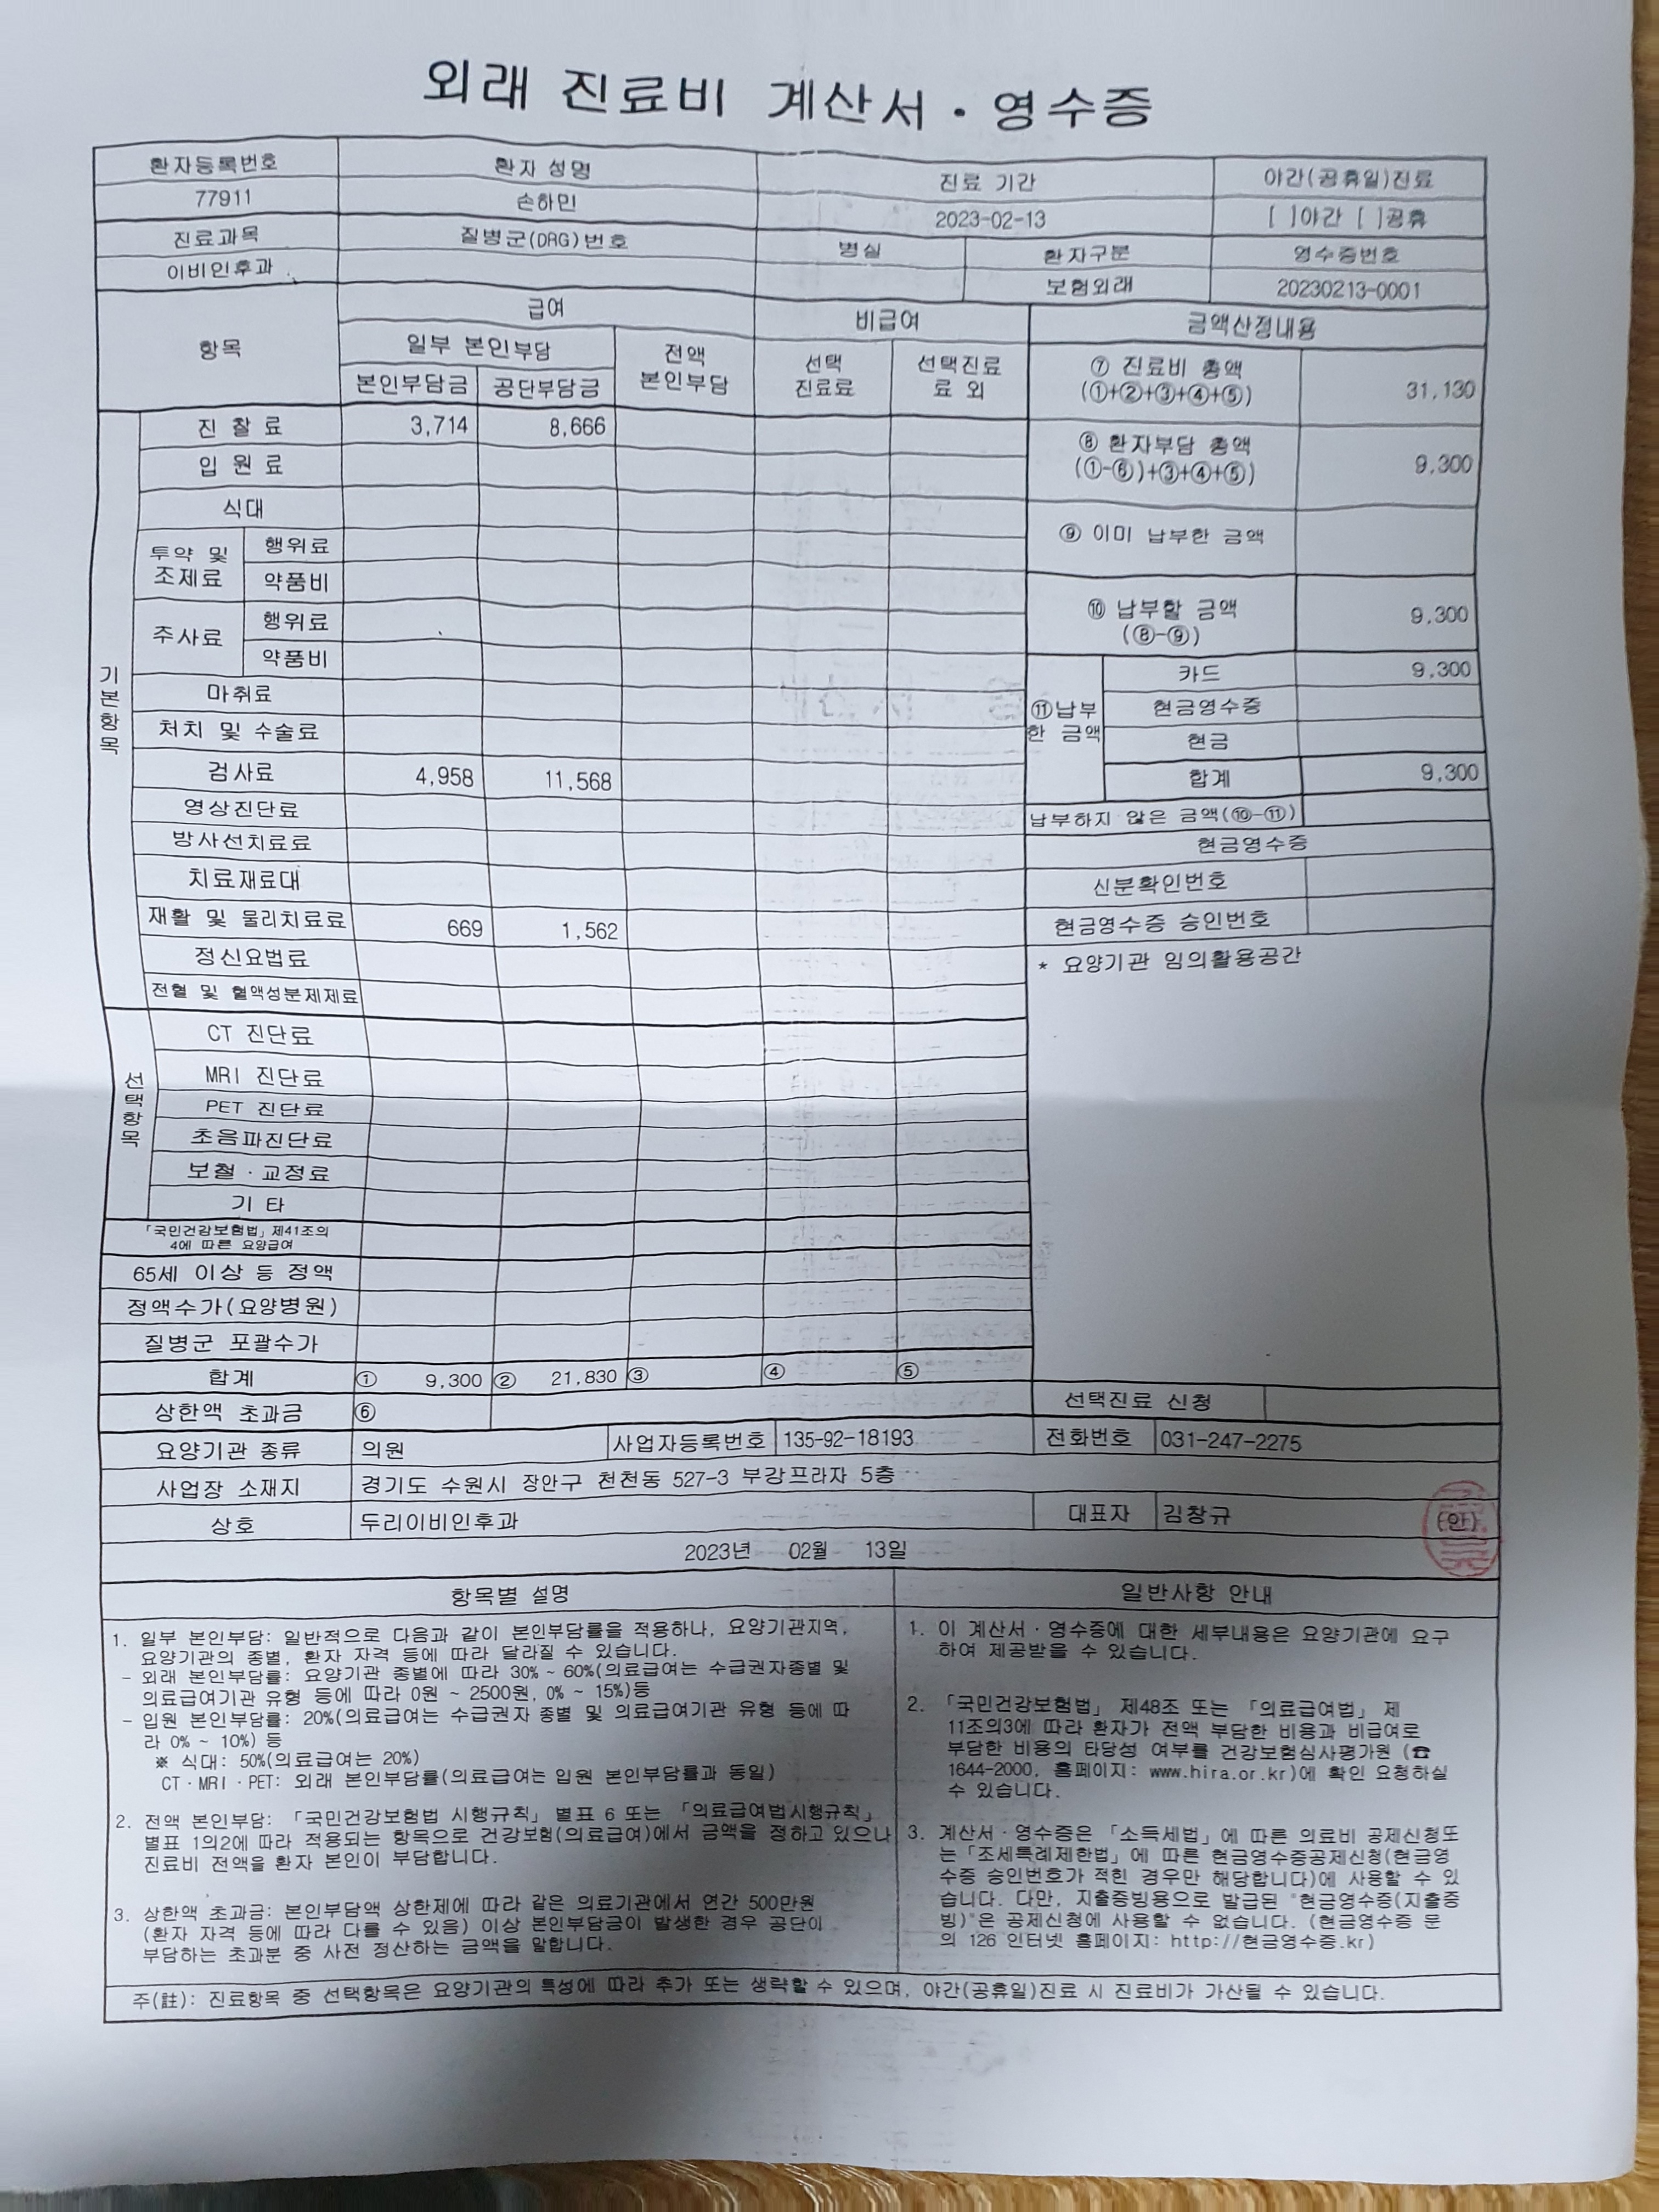 외래 진료비 계산서 · 영수증
환자등록번호 환자 성명 진료 기간 야간(공휴일)진료
77911 손하민 2023-02-13 [ ]야간 [ ]공휴
진료과목 질병군(DRG)번호 병실 환자구분 영수증번호
이비인후과 보험외래 20230213-0001
항목 급여 비급여 금액산정내용
일부 본인부담 전액 본인부담 선택 진료료 선택진료료 외
본인부담금 공단부담금
⑦ 진료비 총액 31,130
(①+②+③+④+⑤)
기본항목
진 찰 료 3,714 8,666
⑧ 환자부담 총액 9,300
(①-⑥)+③+④+⑤)
입 원 료
식대
⑨ 이미 납부한 금액
투약 및 조제료 행위료
약품비
⑩ 납부할 금액 9,300
(⑧-⑨)
주사료 행위료
약품비
⑪납부한 금액 카드 9,300
마취료
현금영수증
처치 및 수술료
현금
검사료 4,958 11,568
합계 9,300
영상진단료
납부하지 않은 금액(⑩-⑪)
방사선치료료
현금영수증
치료재료대
신분확인번호
재활 및 물리치료료 669 1,562
현금영수증 승인번호
정신요법료
* 요양기관 임의활용공간
전혈 및 혈액성분제제료
선택항목
CT 진단료
MRI 진단료
PET 진단료
초음파진단료
보철 · 교정료
기 타
「국민건강보험법」제41조의
4에 따른 요양급여
65세 이상 등 정액
정액수가(요양병원)
질병군 포괄수가
합계 ① 9,300 ② 21,830 ③ ④ ⑤
상한액 초과금 ⑥ 선택진료 신청
요양기관 종류 의원 사업자등록번호 135-92-18193 전화번호 031-247-2275
사업장 소재지 경기도 수원시 장안구 천천동 527-3 부강프라자 5층
상호 두리이비인후과 대표자 김창규 (인)
2023년 02월 13일
항목별 설명
1. 일부 본인부담: 일반적으로 다음과 같이 본인부담률을 적용하나, 요양기관지역,
요양기관의 종별, 환자 자격 등에 따라 달라질 수 있습니다.
- 외래 본인부담률: 요양기관 종별에 따라 30% ~ 60%(의료급여는 수급권자종별 및
의료급여기관 유형 등에 따라 0원 ~ 2500원, 0% ~ 15%)등
- 입원 본인부담률: 20%(의료급여는 수급권자 종별 및 의료급여기관 유형 등에 따
라 0% ~ 10%) 등
※ 식대: 50%(의료급여는 20%)
CT·MRI·PET: 외래 본인부담률(의료급여는 입원 본인부담률과 동일)
2. 전액 본인부담: 「국민건강보험법 시행규칙」별표 6 또는 「의료급여법시행규칙」
별표 1의2에 따라 적용되는 항목으로 건강보험(의료급여)에서 금액을 정하고 있으나
진료비 전액을 환자 본인이 부담합니다.
3. 상한액 초과금: 본인부담액 상한제에 따라 같은 의료기관에서 연간 500만원
(환자 자격 등에 따라 다를 수 있음) 이상 본인부담금이 발생한 경우 공단이
부담하는 초과분 중 사전 정산하는 금액을 말합니다.
일반사항 안내
1. 이 계산서 · 영수증에 대한 세부내용은 요양기관에 요구
하여 제공받을 수 있습니다.
2. 「국민건강보험법」 제48조 또는 「의료급여법」 제
11조의3에 따라 환자가 전액 부담한 비용과 비급여로
부담한 비용의 타당성 여부를 건강보험심사평가원 (☎
1644-2000, 홈페이지: www.hira.or.kr)에 확인 요청하실
수 있습니다.
3. 계산서 · 영수증은 「소득세법」에 따른 의료비 공제신청또
는「조세특례제한법」에 따른 현금영수증공제신청(현금영
수증 승인번호가 적힌 경우만 해당합니다)에 사용할 수 있
습니다. 다만, 지출증빙용으로 발급된 "현금영수증(지출증
빙)"은 공제신청에 사용할 수 없습니다. (현금영수증 문
의 126 인터넷 홈페이지: http://현금영수증.kr)
주(註): 진료항목 중 선택항목은 요양기관의 특성에 따라 추가 또는 생략할 수 있으며, 야간(공휴일)진료 시 진료비가 가산될 수 있습니다.